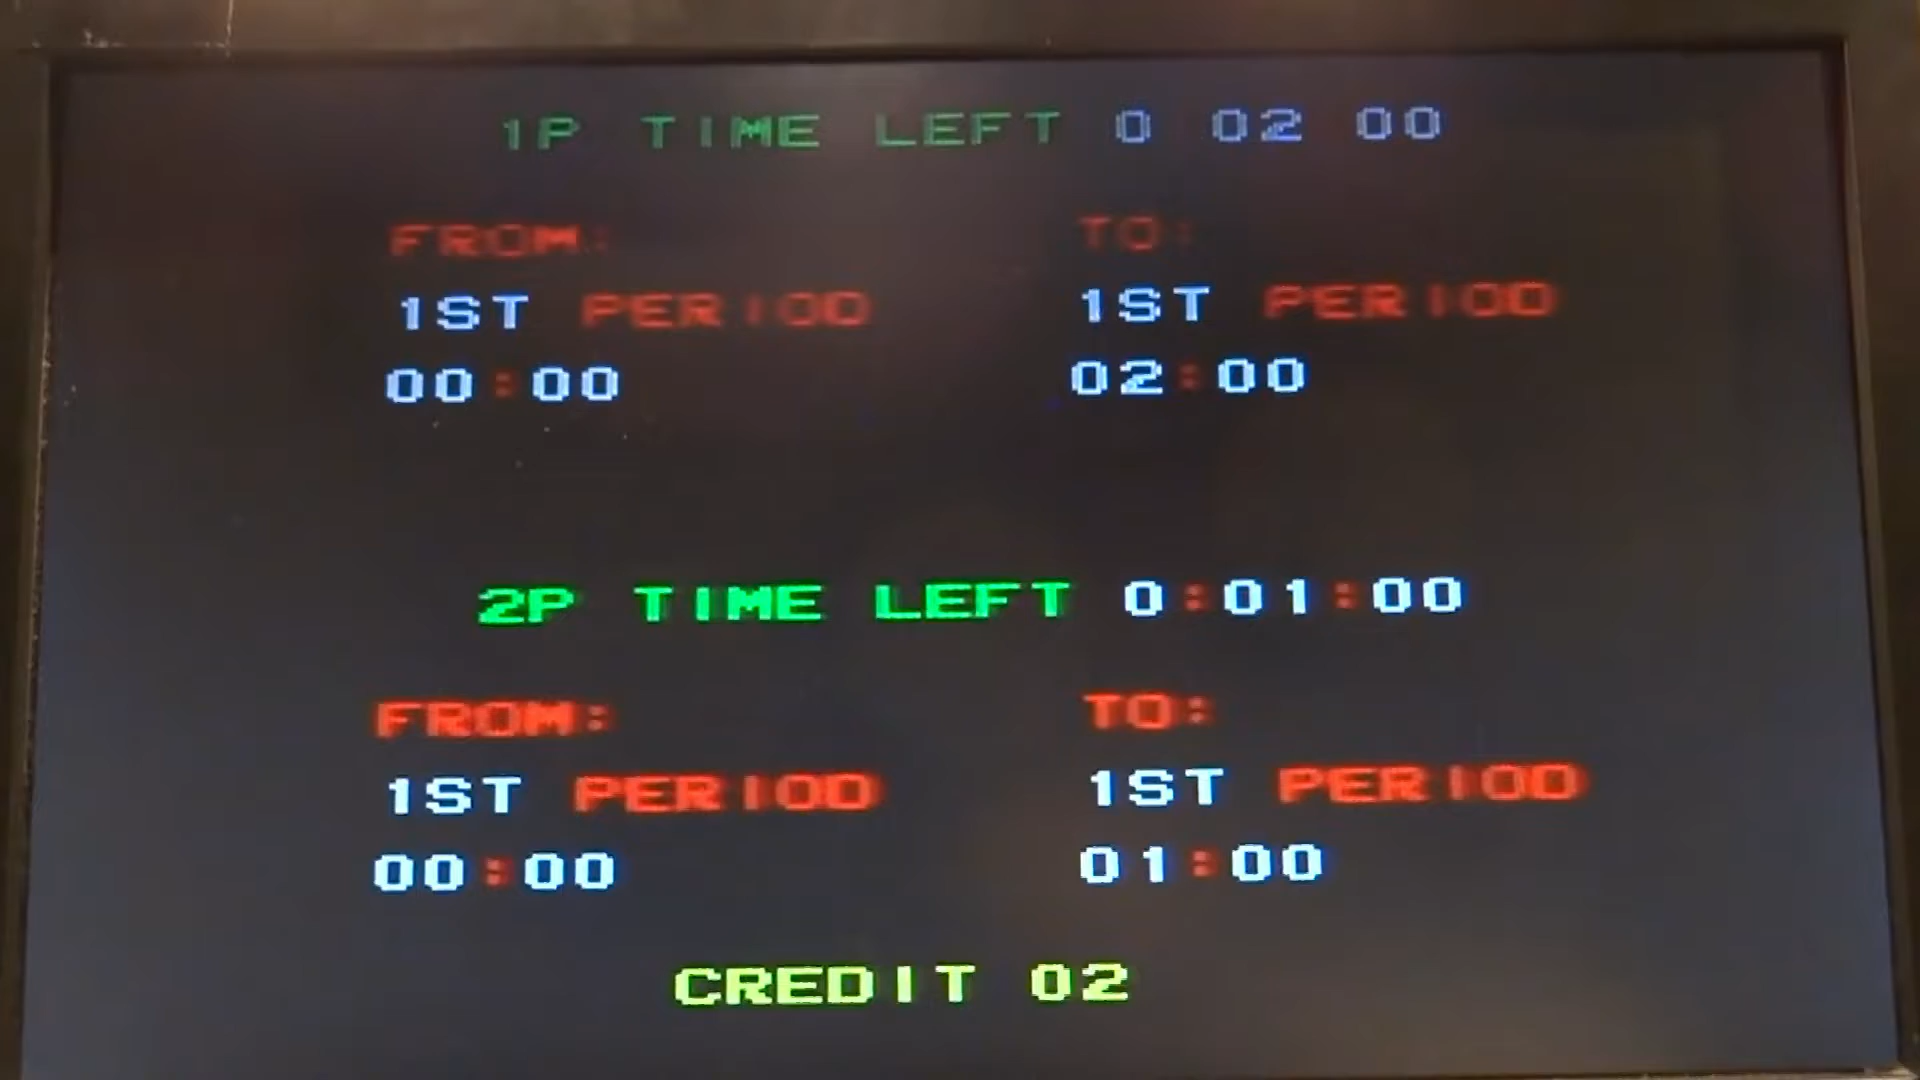 1P TIME LEFT 0 02 00
FROM: TO:
1ST PERIOD 1ST PERIOD
00:00 02:00
2P TIME LEFT 0:01:00
FROM: TO:
1ST PERIOD 1ST PERIOD
00:00 01:00
CREDIT 02